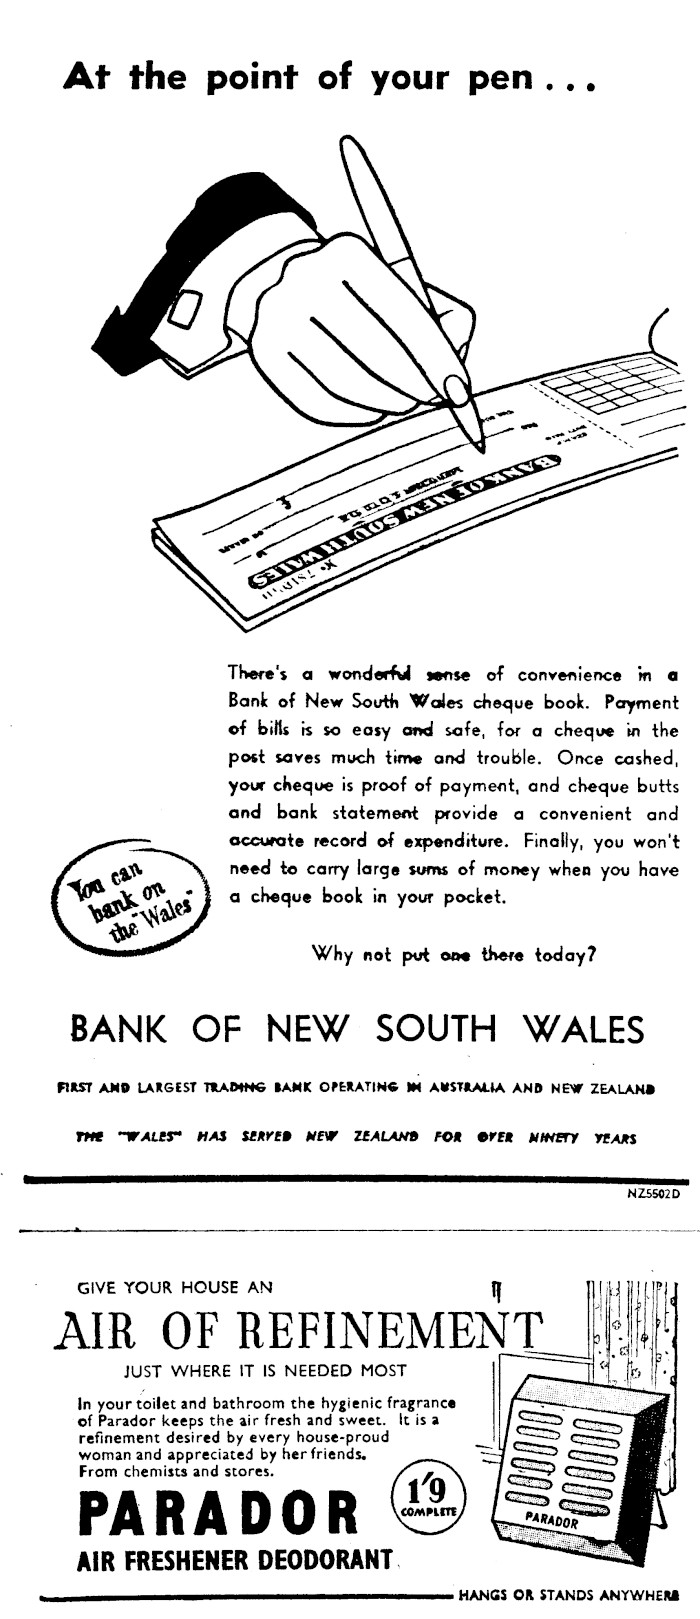 At the point of your pen ...
BANK OF NEW SOUTH WALES
There's a wonderful sense of convenience in a
Bank of New South Wales cheque book. Payment
of bills is so easy and safe, for a cheque in the
post saves much time and trouble. Once cashed,
your cheque is proof of payment, and cheque butts
and bank statement provide a convenient and
accurate record of expenditure. Finally, you won't
need to carry large sums of money when you have
a cheque book in your pocket.
You can
bank on
the "Wales"
Why not put one there today?
BANK OF NEW SOUTH WALES
FIRST AND LARGEST TRADING BANK OPERATING IN AUSTRALIA AND NEW ZEALAND
THE "WALES" HAS SERVED NEW ZEALAND FOR OVER NINETY YEARS
NZ5502D
GIVE YOUR HOUSE AN
AIR OF REFINEMENT
JUST WHERE IT IS NEEDED MOST
In your toilet and bathroom the hygienic fragrance
of Parador keeps the air fresh and sweet. It is a
refinement desired by every house-proud
woman and appreciated by her friends.
From chemists and stores.
1'9
COMPLETE
PARADOR
PARADOR
AIR FRESHENER DEODORANT
HANGS OR STANDS ANYWHERE